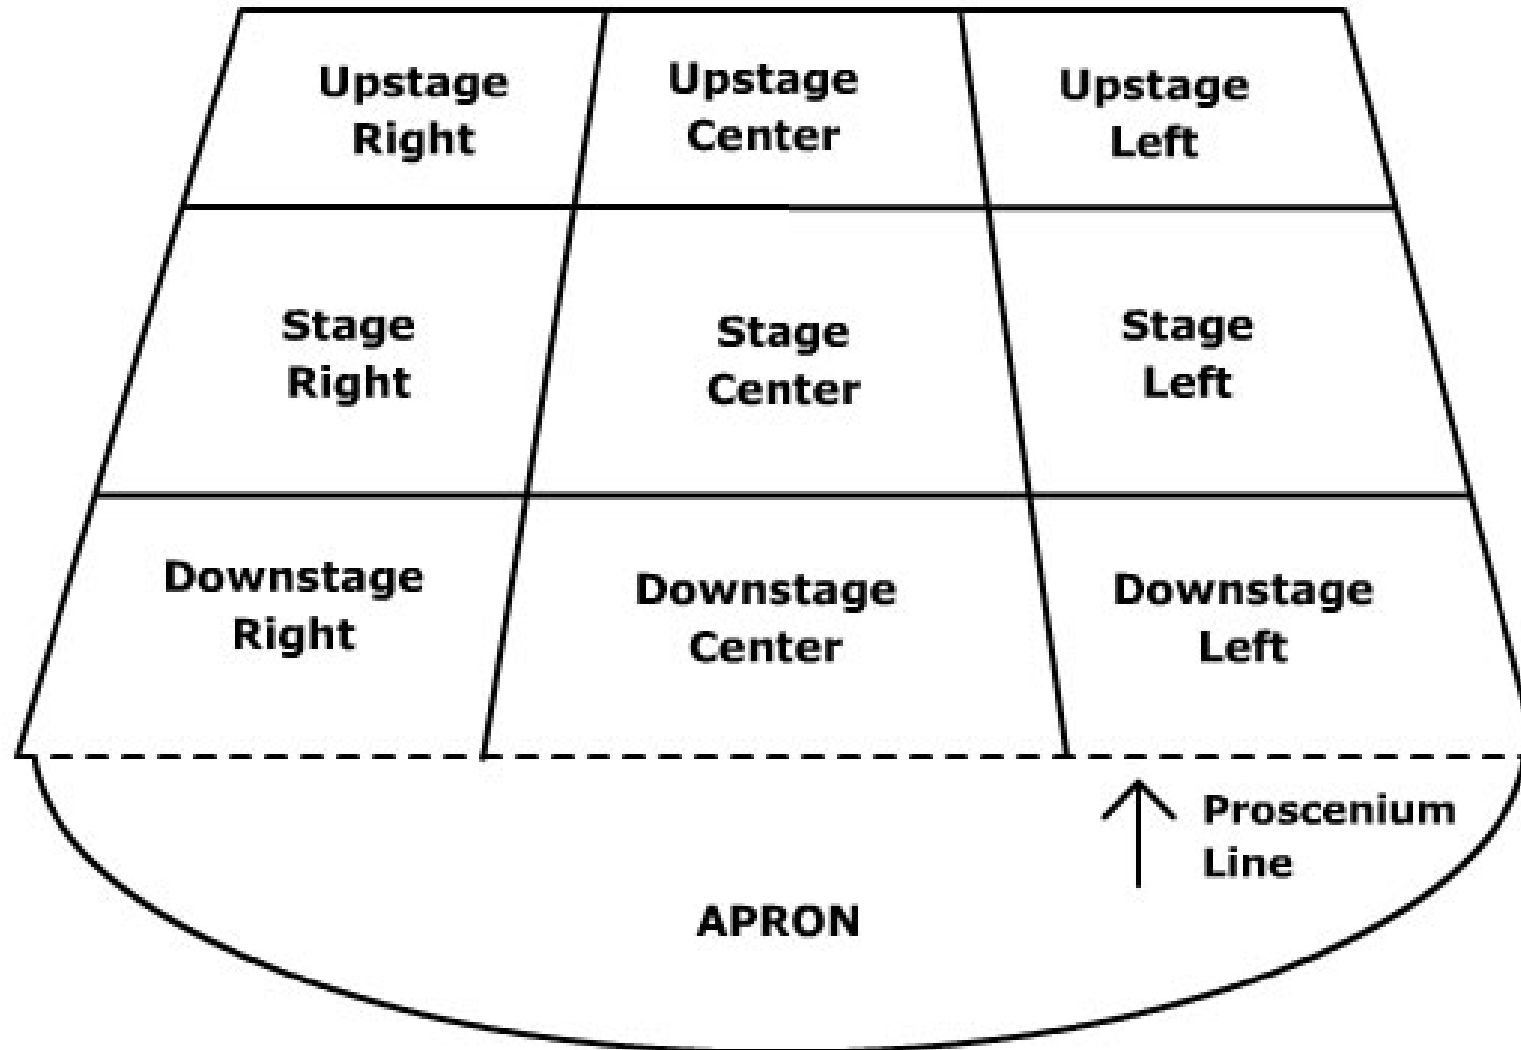 Upstage
Right
Upstage
Center
Upstage
Left
Stage
Right
Stage
Center
Stage
Left
Downstage
Right
Downstage
Center
Downstage
Left
Proscenium
Line
APRON